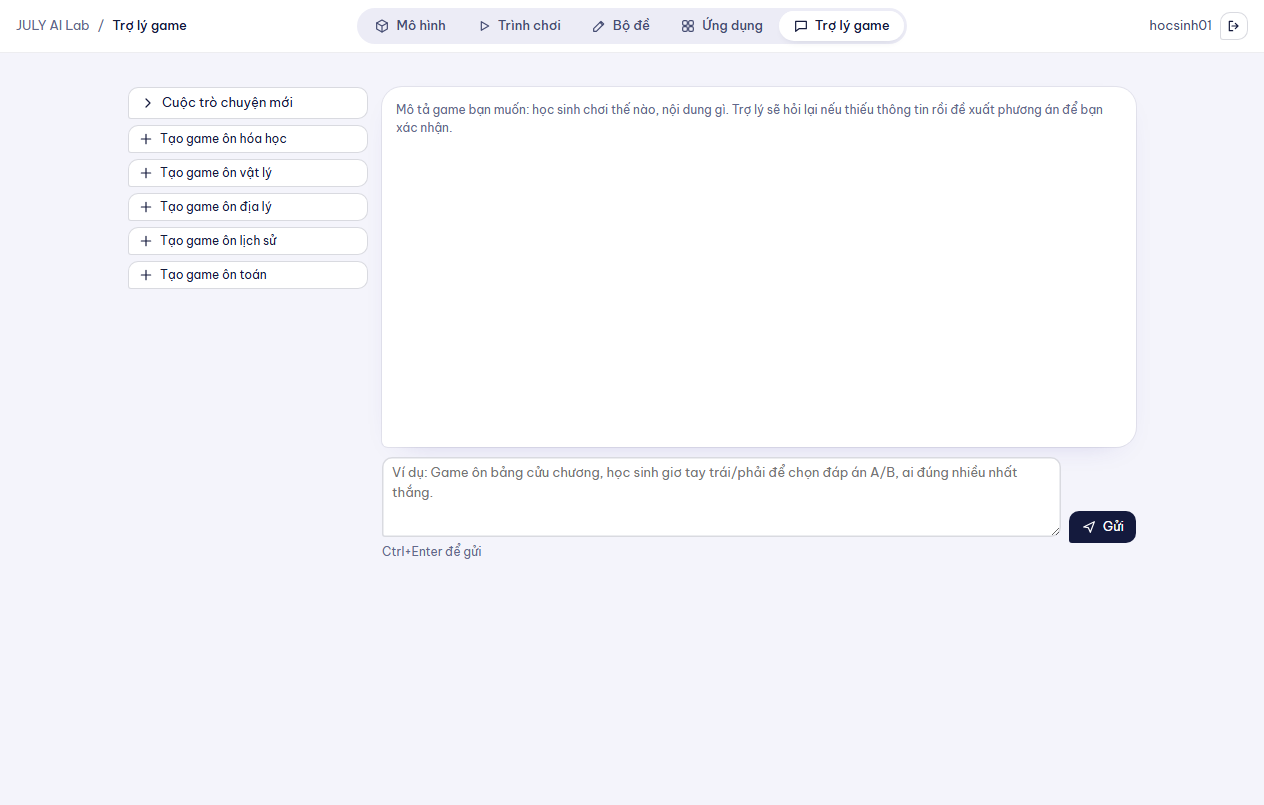 JULY AI Lab / Trợ lý game
Mô hình
Trình chơi
Bộ đề
Ứng dụng
Trợ lý game
hocsinh01
Cuộc trò chuyện mới
Tạo game ôn hóa học
Tạo game ôn vật lý
Tạo game ôn địa lý
Tạo game ôn lịch sử
Tạo game ôn toán
Mô tả game bạn muốn: học sinh chơi thế nào, nội dung gì. Trợ lý sẽ hỏi lại nếu thiếu thông tin rồi đề xuất phương án để bạn
xác nhận.
Ví dụ: Game ôn bảng cửu chương, học sinh giơ tay trái/phải để chọn đáp án A/B, ai đúng nhiều nhất
thắng.
Gửi
Ctrl+Enter để gửi